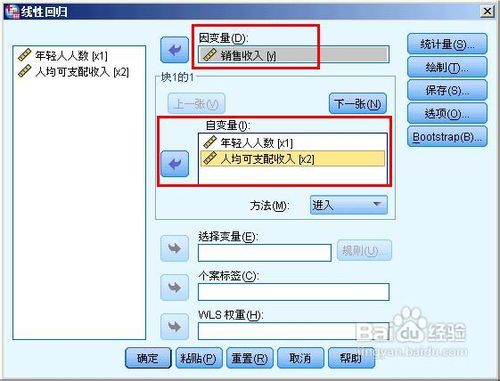 线性回归
年轻人人数 [x1]
人均可支配收入 [x2]
因变量(D):
销售收入 [y]
块1的1
上一张(V)
下一张(N)
自变量(I):
年轻人人数 [x1]
人均可支配收入 [x2]
方法(M):
进入
选择变量(E):
规则(U)...
个案标签(C):
WLS 权重(H):
统计量(S)...
绘制(T)...
保存(S)...
选项(O)...
Bootstrap(B)...
确定
粘贴(P)
重置(R)
取消
帮助
Baidu 经验
jingyan.baidu.com